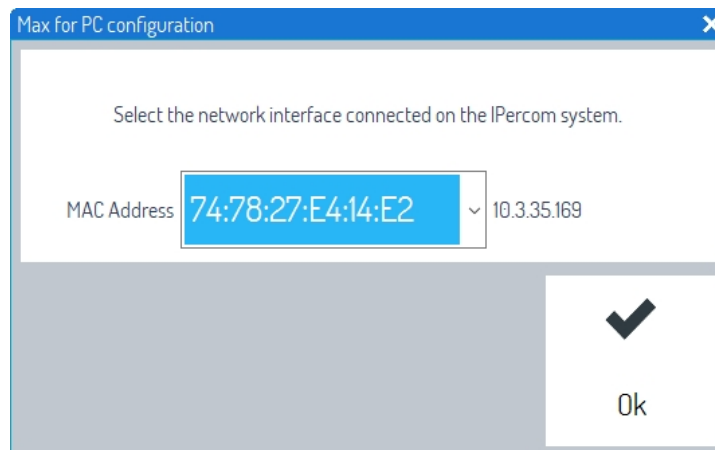 Max for PC configuration
Select the network interface connected on the IPercom system.
MAC Address 74:78:27:E4:14:E2 10.3.35.169
Ok